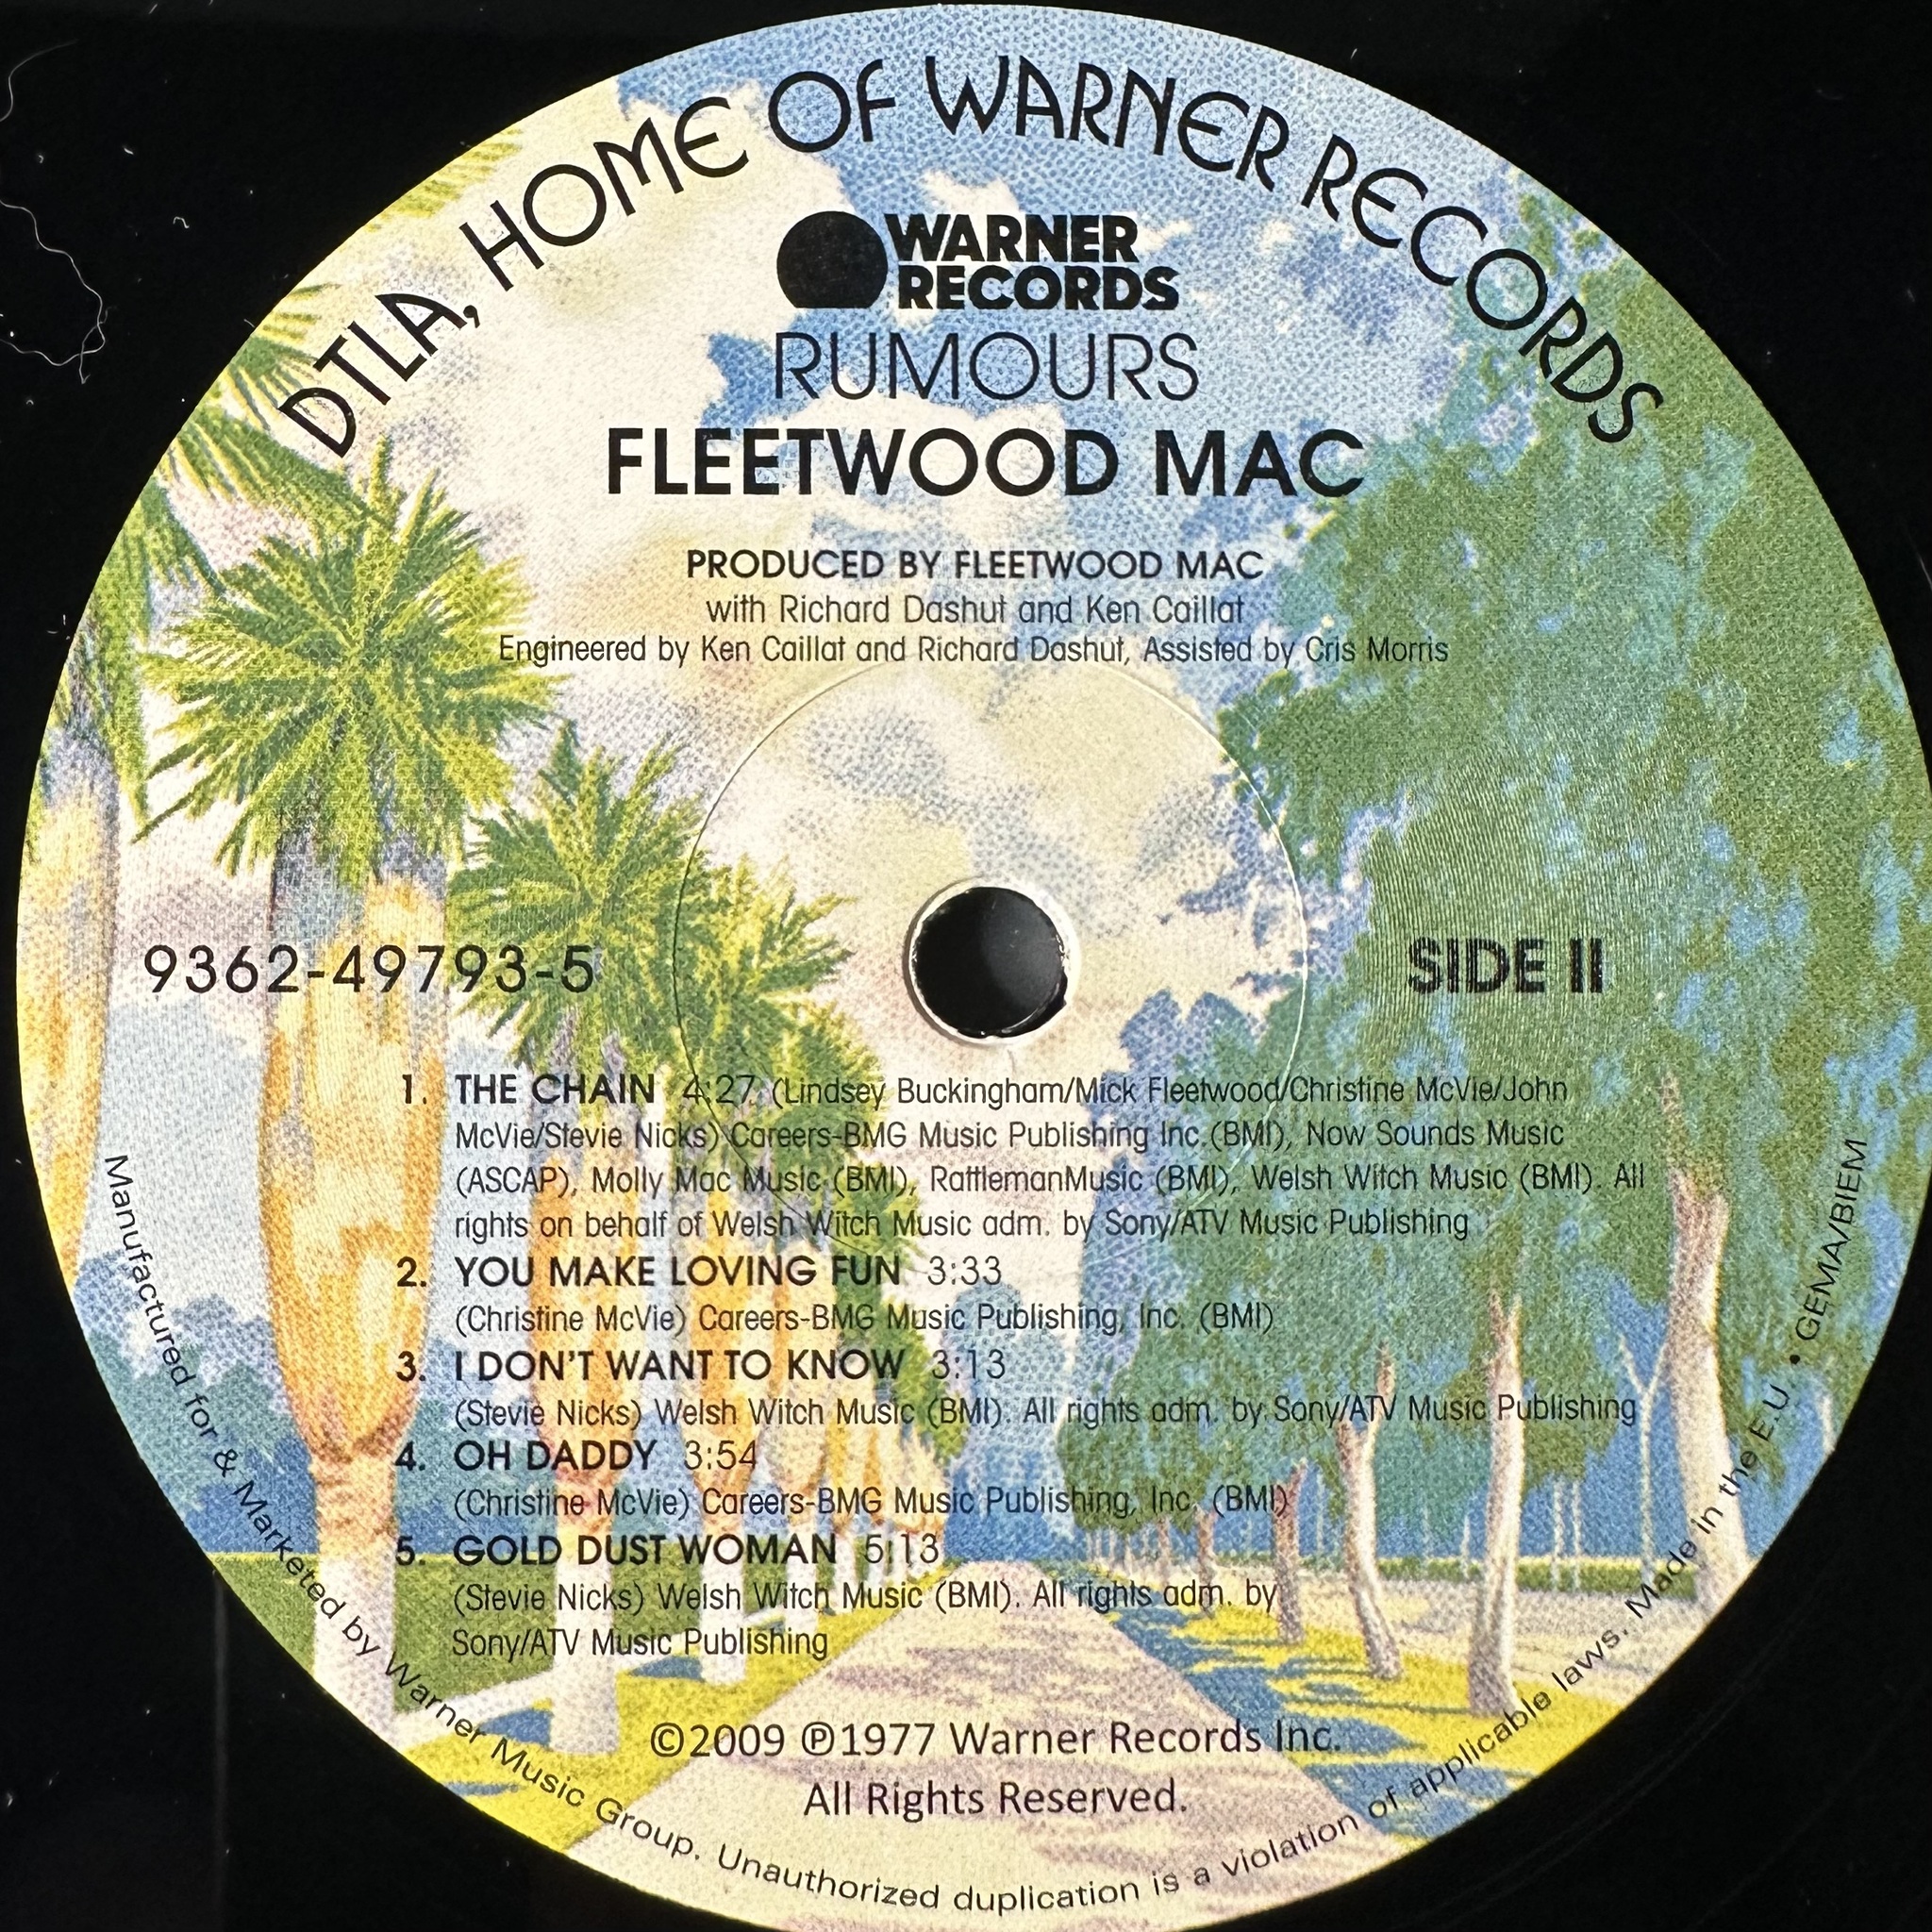 DTLA, HOME OF WARNER RECORDS
WARNER
RECORDS
RUMOURS
FLEETWOOD MAC
PRODUCED BY FLEETWOOD MAC
with Richard Dashut and Ken Caillat
Engineered by Ken Caillat and Richard Dashut, Assisted by Cris Morris
9362-49793-5
SIDE II
1. THE CHAIN 4:27 (Lindsey Buckingham/Mick Fleetwood/Christine McVie/John
McVie/Stevie Nicks) Careers-BMG Music Publishing Inc.(BMI), Now Sounds Music
(ASCAP), Molly Mac Music (BMI), RattlemanMusic (BMI), Welsh Witch Music (BMI). All
rights on behalf of Welsh Witch Music adm. by Sony/ATV Music Publishing
2. YOU MAKE LOVING FUN 3:33
(Christine McVie) Careers-BMG Music Publishing, Inc. (BMI)
3. I DON'T WANT TO KNOW 3:13
(Stevie Nicks) Welsh Witch Music (BMI). All rights adm. by Sony/ATV Music Publishing
4. OH DADDY 3:54
(Christine McVie) Careers-BMG Music Publishing, Inc. (BMI)
5. GOLD DUST WOMAN 5:13
(Stevie Nicks) Welsh Witch Music (BMI). All rights adm. by
Sony/ATV Music Publishing
©2009 ℗1977 Warner Records Inc.
All Rights Reserved.
Manufactured for & Marketed by Warner Music Group. Unauthorized duplication is a violation of applicable laws. Made in the E.U. • GEMA/BIEM